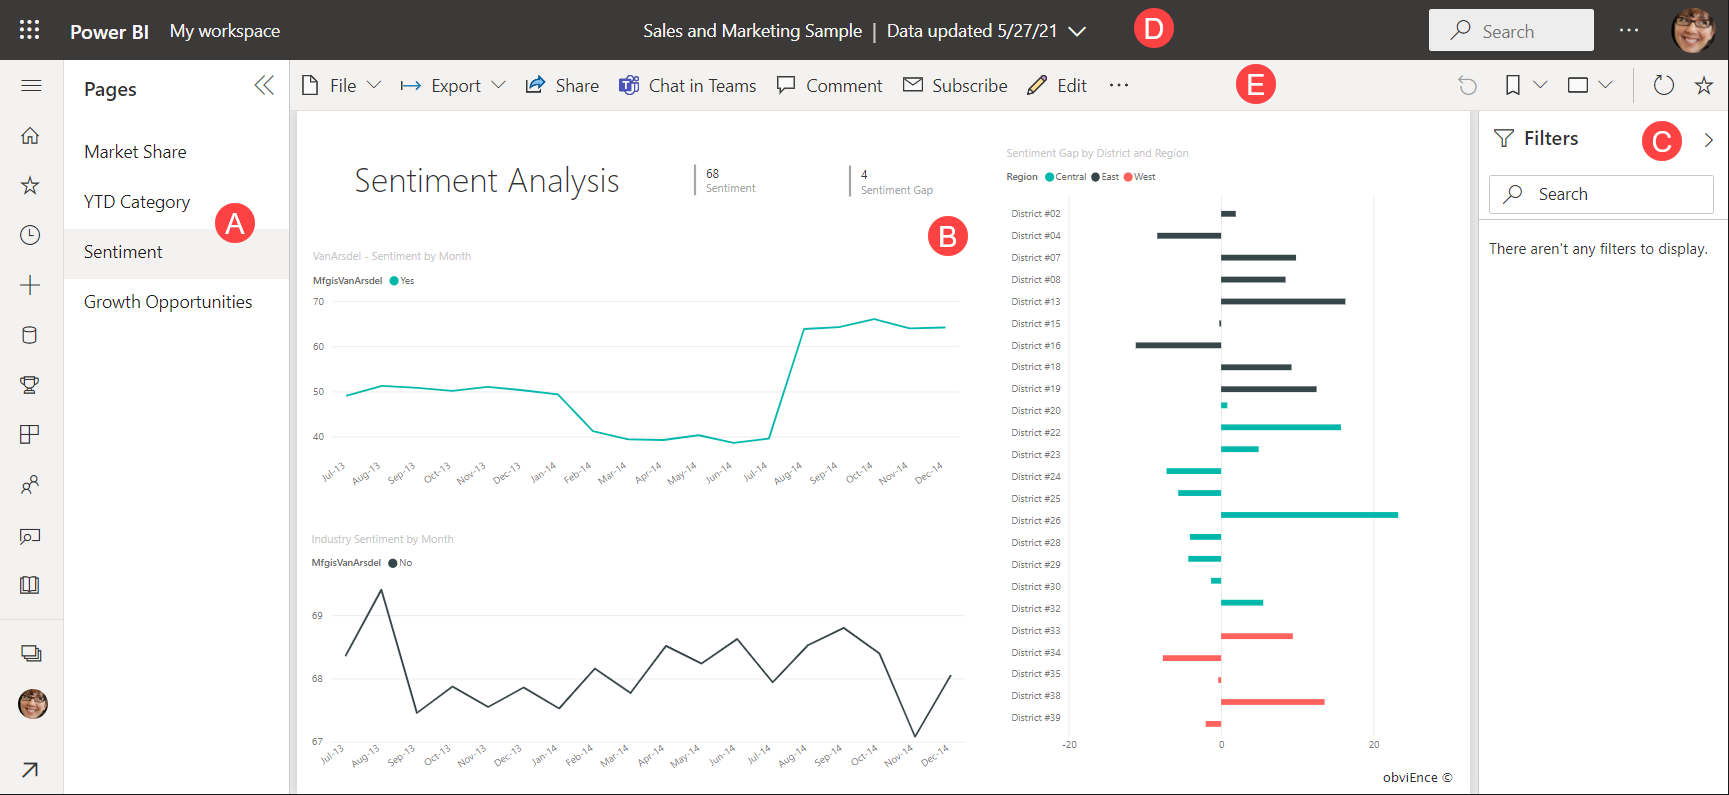 Power BI My workspace
Sales and Marketing Sample | Data updated 5/27/21
D
Search
Pages
File Export Share Chat in Teams Comment Subscribe Edit
E
Market Share
YTD Category
A
Sentiment
Growth Opportunities
Sentiment Analysis
68
Sentiment
4
Sentiment Gap
B
VanArsdel - Sentiment by Month
MfgisVanArsdel Yes
70
60
50
40
Jul-13 Aug-13 Sep-13 Oct-13 Nov-13 Dec-13 Jan-14 Feb-14 Mar-14 Apr-14 May-14 Jun-14 Jul-14 Aug-14 Sep-14 Oct-14 Nov-14 Dec-14
Industry Sentiment by Month
MfgisVanArsdel No
69
68
67
Jul-13 Aug-13 Sep-13 Oct-13 Nov-13 Dec-13 Jan-14 Feb-14 Mar-14 Apr-14 May-14 Jun-14 Jul-14 Aug-14 Sep-14 Oct-14 Nov-14 Dec-14
Sentiment Gap by District and Region
Region Central East West
District #02
District #04
District #07
District #08
District #13
District #15
District #16
District #18
District #19
District #20
District #22
District #23
District #24
District #25
District #26
District #28
District #29
District #30
District #32
District #33
District #34
District #35
District #38
District #39
-20 0 20
obviEnce ©
Filters
C
Search
There aren't any filters to display.